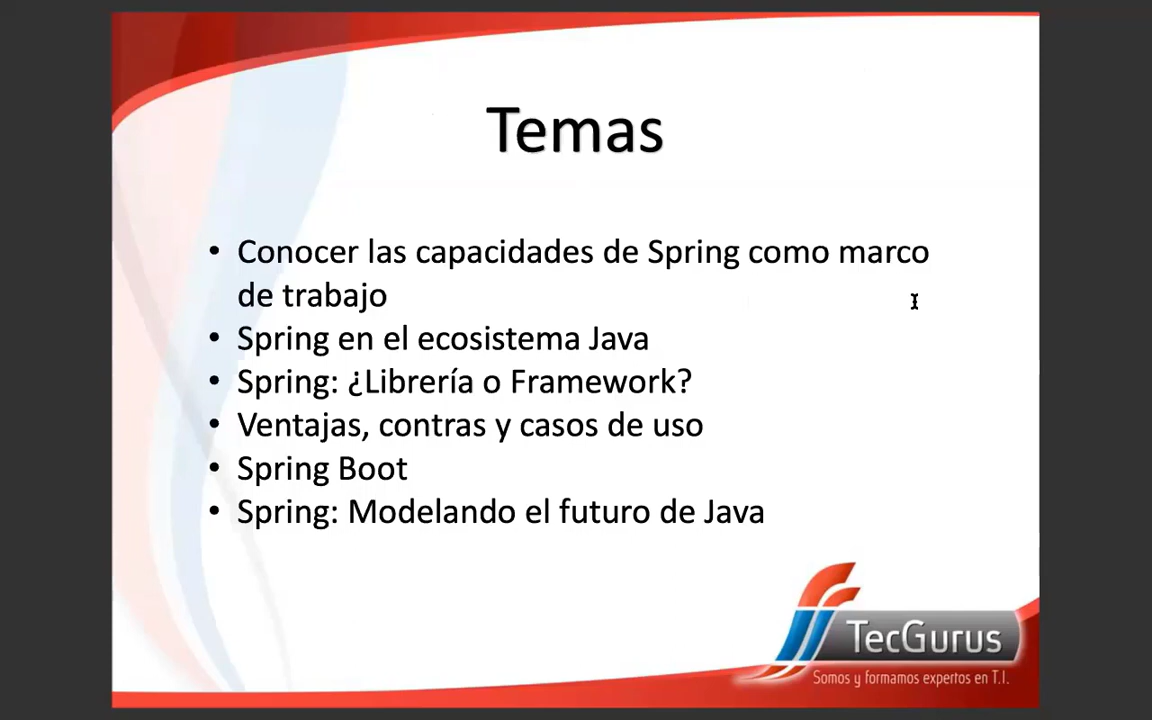 Temas
• Conocer las capacidades de Spring como marco
de trabajo
• Spring en el ecosistema Java
• Spring: ¿Librería o Framework?
• Ventajas, contras y casos de uso
• Spring Boot
• Spring: Modelando el futuro de Java
TecGurus
Somos y formamos expertos en T.I.